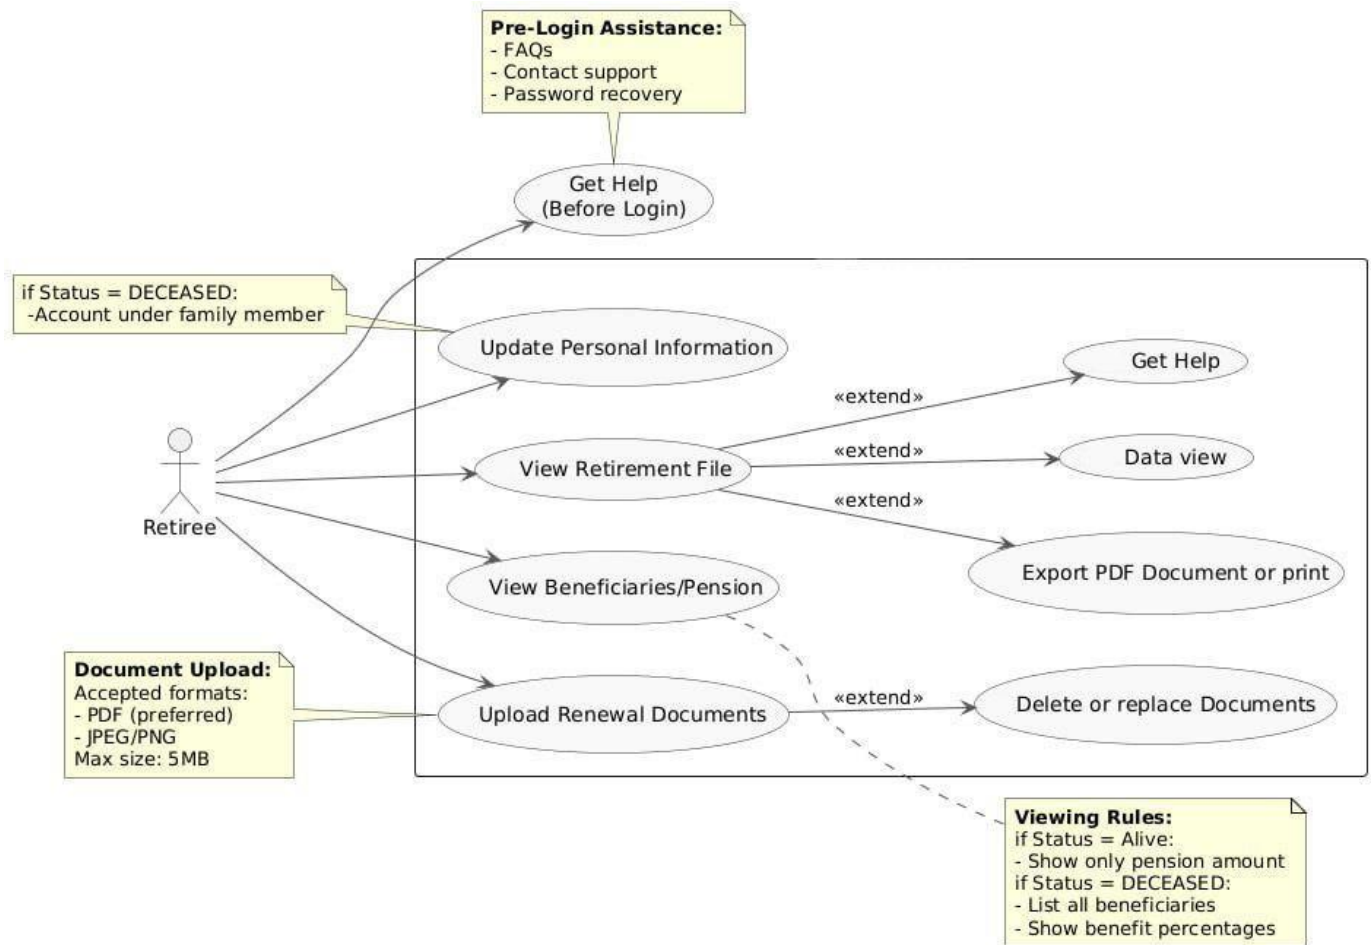 Pre-Login Assistance:
- FAQs
- Contact support
- Password recovery
Get Help
(Before Login)
if Status = DECEASED:
-Account under family member
Update Personal Information
Get Help
«extend»
View Retirement File
«extend»
Data view
«extend»
Retiree
Export PDF Document or print
View Beneficiaries/Pension
Document Upload:
Accepted formats:
- PDF (preferred)
- JPEG/PNG
Max size: 5MB
Upload Renewal Documents
«extend»
Delete or replace Documents
Viewing Rules:
if Status = Alive:
- Show only pension amount
if Status = DECEASED:
- List all beneficiaries
- Show benefit percentages